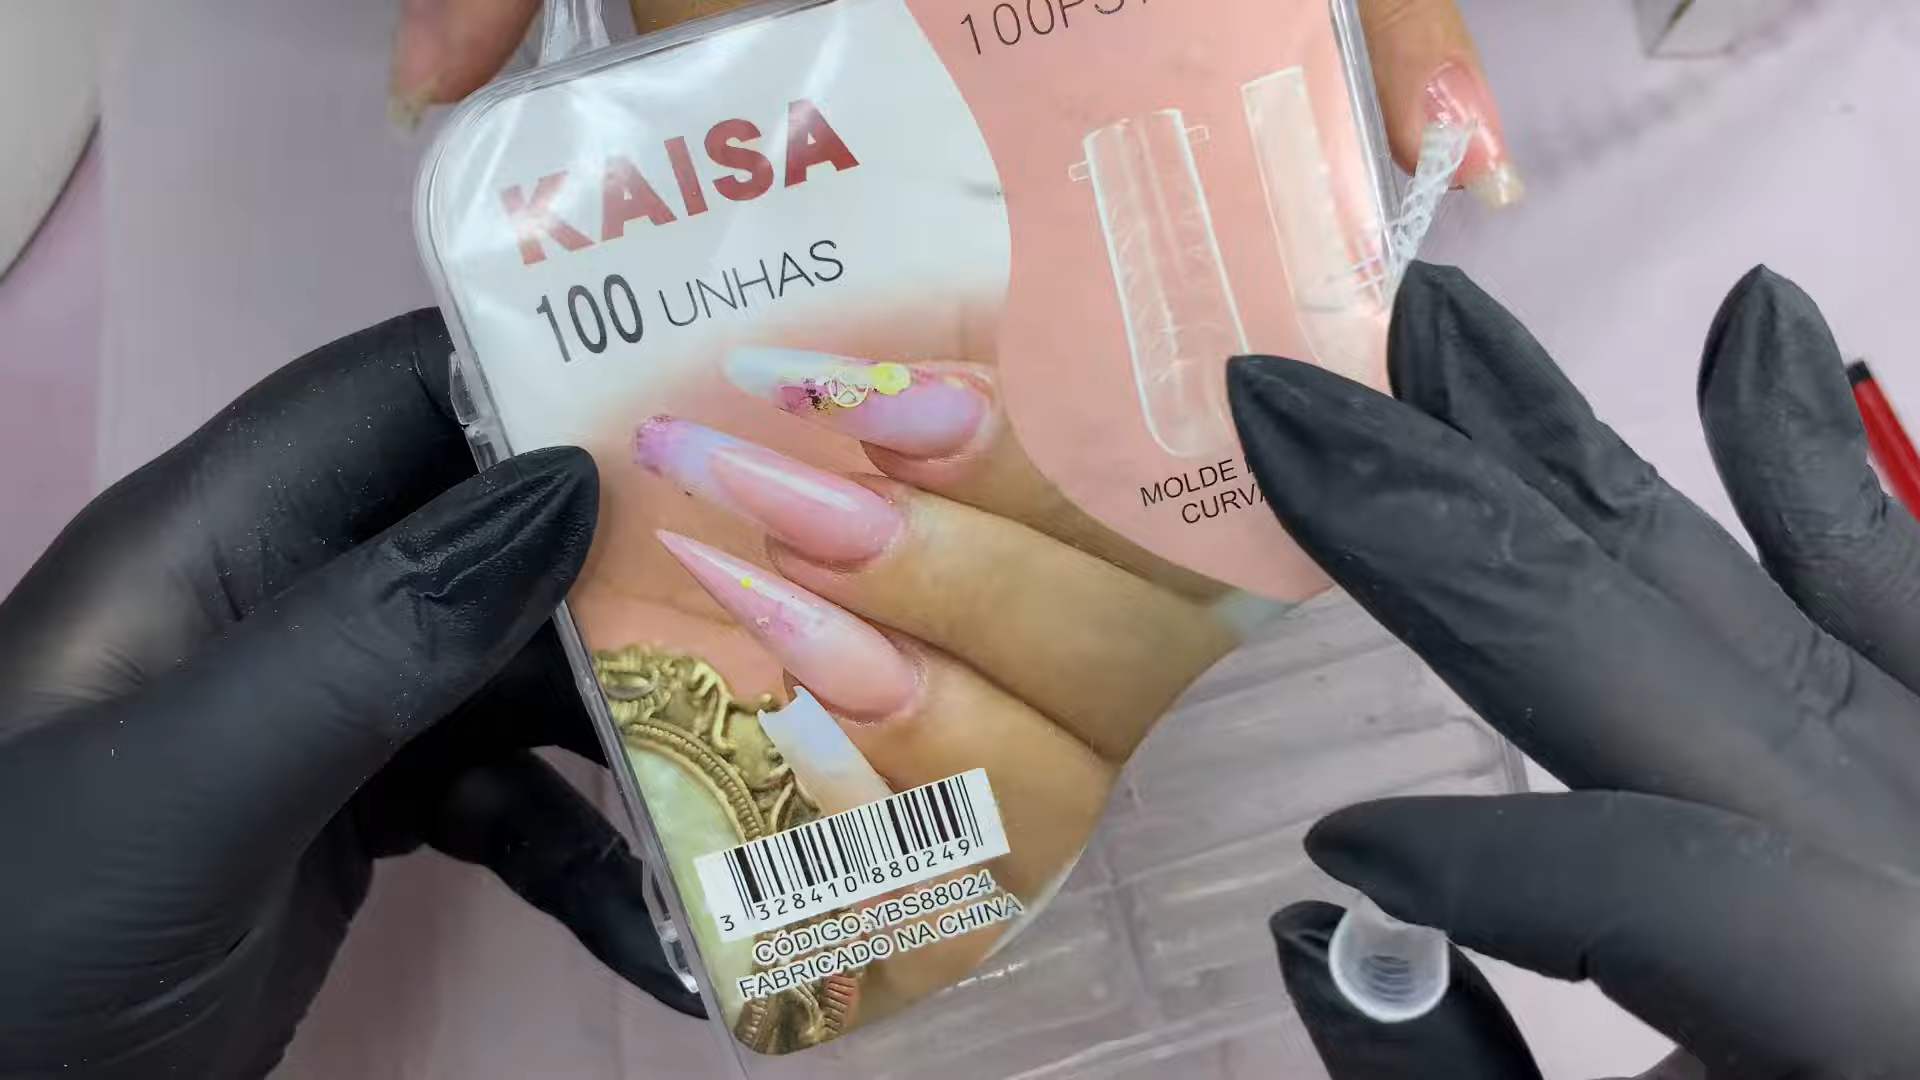 KAISA
100 UNHAS
MOLDE
CURVA
3 328410 880249
CÓDIGO:YBS88024
FABRICADO NA CHINA